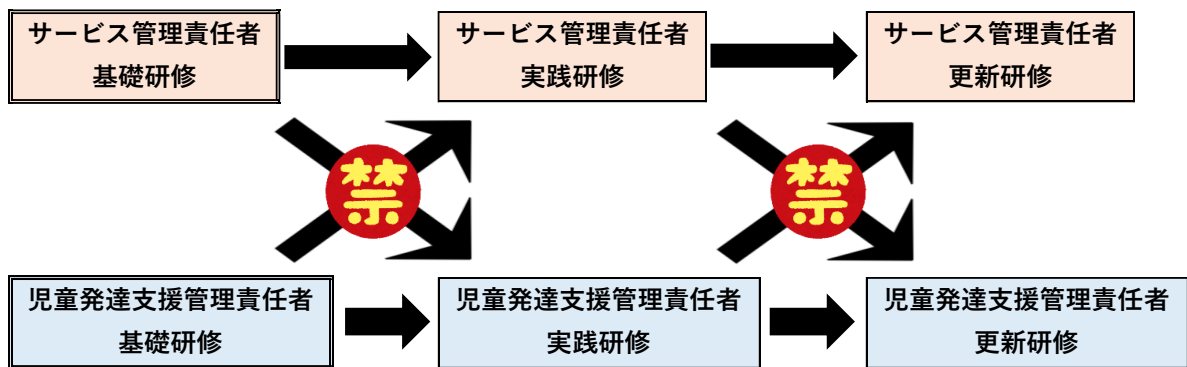 サービス管理責任者
基礎研修
サービス管理責任者
実践研修
サービス管理責任者
更新研修
禁
禁
児童発達支援管理責任者
基礎研修
児童発達支援管理責任者
実践研修
児童発達支援管理責任者
更新研修